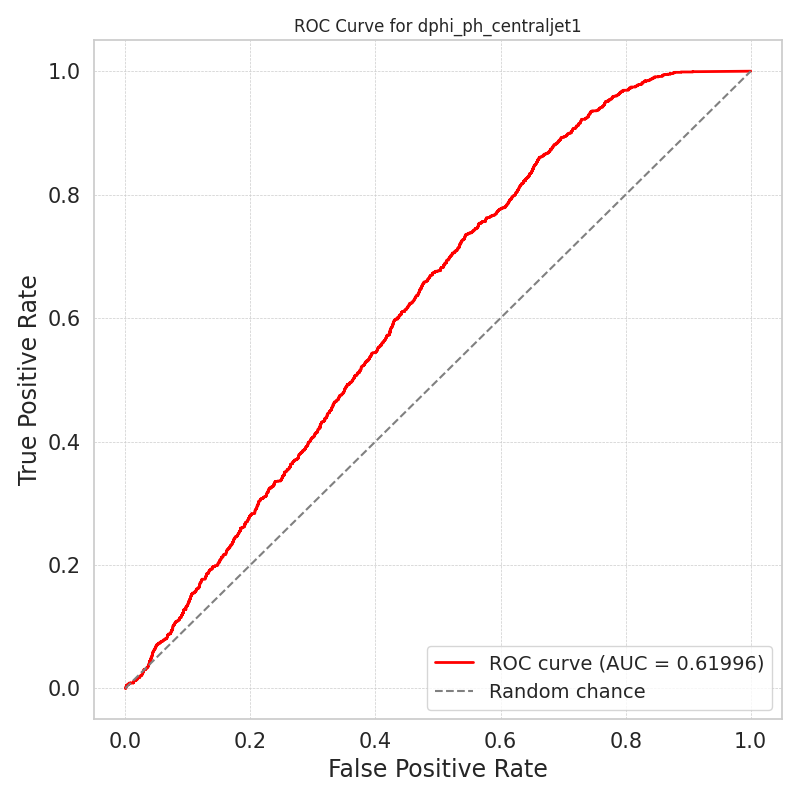 ROC Curve for dphi_ph_centraljet1
True Positive Rate
1.0
0.8
0.6
0.4
0.2
0.0
ROC curve (AUC = 0.61996)
Random chance
0.0 0.2 0.4 0.6 0.8 1.0
False Positive Rate